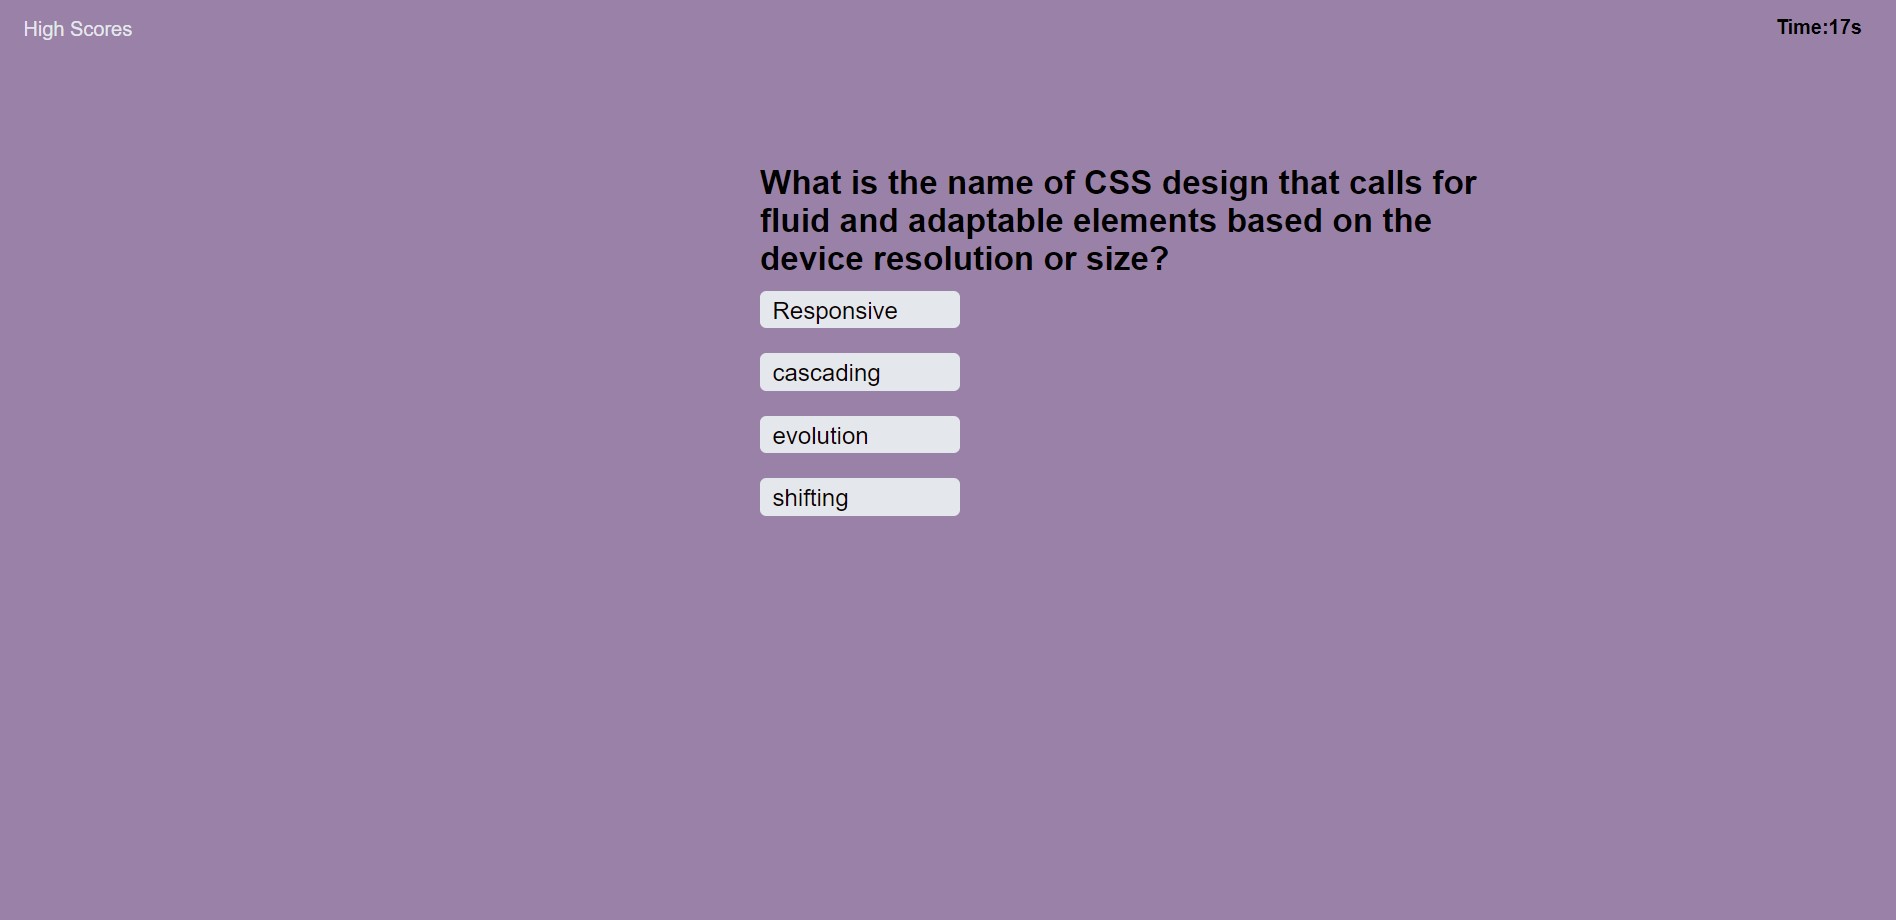 High Scores
Time:17s
What is the name of CSS design that calls for
fluid and adaptable elements based on the
device resolution or size?
Responsive
cascading
evolution
shifting